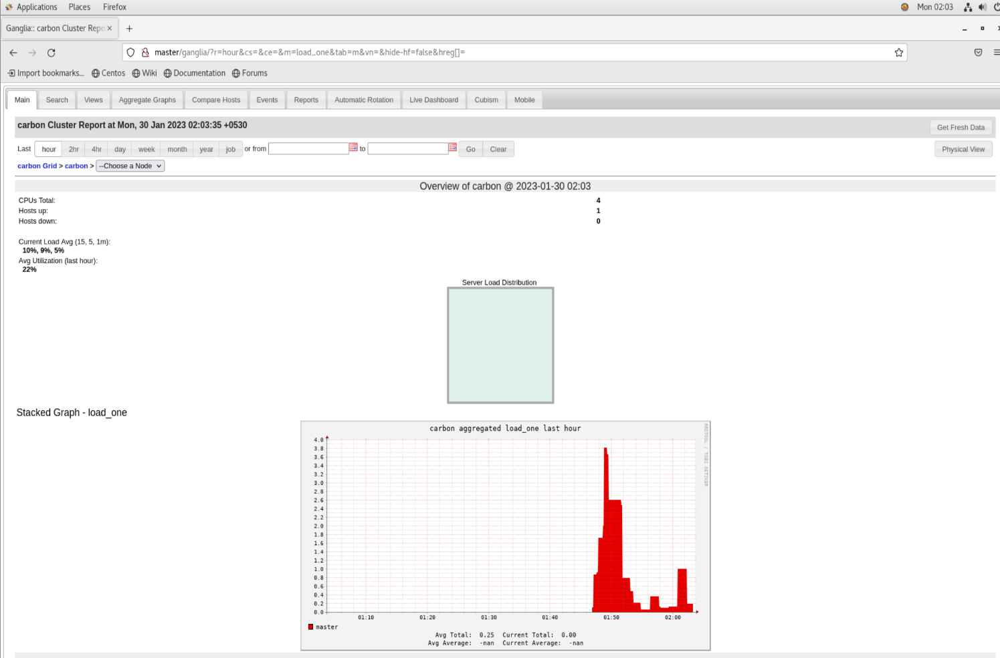 Applications Places Firefox Mon 02:03
Ganglia:: carbon Cluster Repo × +
master/ganglia/?r=hour&cs=&ce=&m=load_one&tab=m&vn=&hide-hf=false&hreg[]=
Import bookmarks... Centos Wiki Documentation Forums
Main Search Views Aggregate Graphs Compare Hosts Events Reports Automatic Rotation Live Dashboard Cubism Mobile
carbon Cluster Report at Mon, 30 Jan 2023 02:03:35 +0530 Get Fresh Data
Last hour 2hr 4hr day week month year job or from to Go Clear Physical View
carbon Grid > carbon > --Choose a Node
Overview of carbon @ 2023-01-30 02:03
CPUs Total: 4
Hosts up: 1
Hosts down: 0
Current Load Avg (15, 5, 1m):
10%, 9%, 5%
Avg Utilization (last hour):
22%
Server Load Distribution
Stacked Graph - load_one
carbon aggregated load_one last hour
RRDTOOL / TOBI OETIKER
4.0
3.8
3.6
3.4
3.2
3.0
2.8
2.6
2.4
2.2
2.0
1.8
1.6
1.4
1.2
1.0
0.8
0.6
0.4
0.2
0.0
01:10 01:20 01:30 01:40 01:50 02:00
master
Avg Total: 0.25 Current Total: 0.00
Avg Average: -nan Current Average: -nan